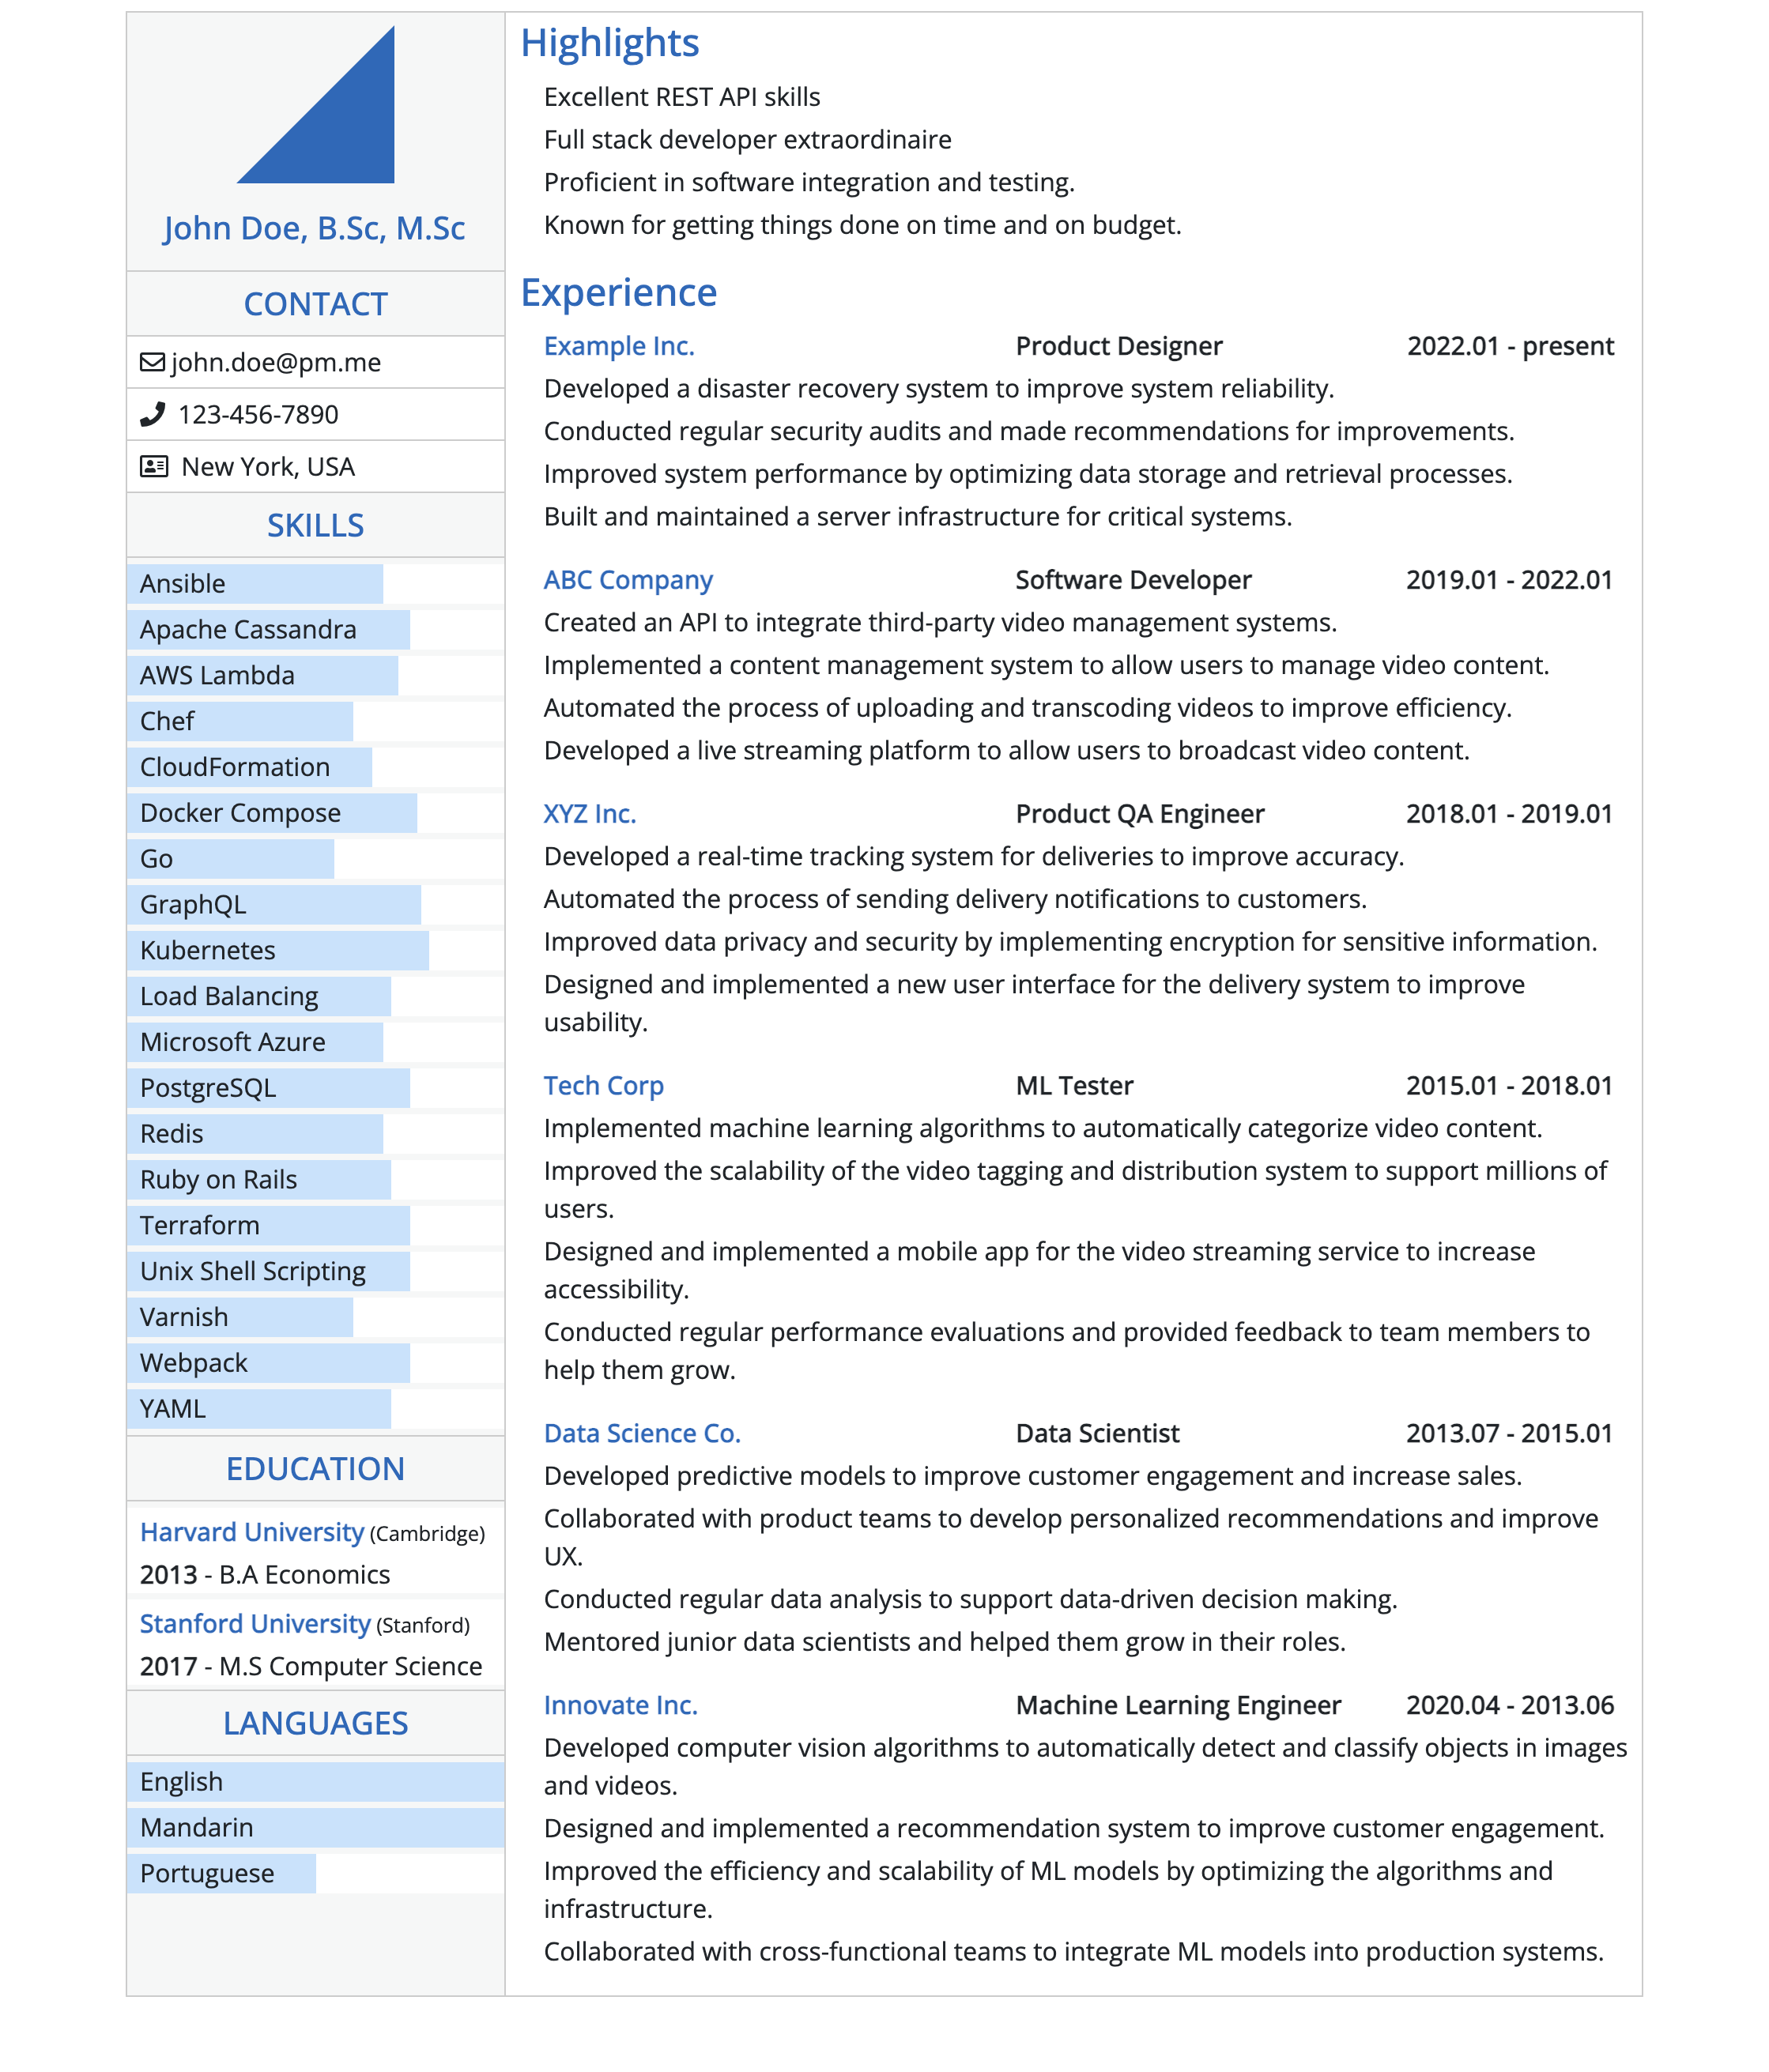 John Doe, B.Sc, M.Sc
CONTACT
john.doe@pm.me
123-456-7890
New York, USA
SKILLS
Ansible
Apache Cassandra
AWS Lambda
Chef
CloudFormation
Docker Compose
Go
GraphQL
Kubernetes
Load Balancing
Microsoft Azure
PostgreSQL
Redis
Ruby on Rails
Terraform
Unix Shell Scripting
Varnish
Webpack
YAML
EDUCATION
Harvard University (Cambridge)
2013 - B.A Economics
Stanford University (Stanford)
2017 - M.S Computer Science
LANGUAGES
English
Mandarin
Portuguese
Highlights
Excellent REST API skills
Full stack developer extraordinaire
Proficient in software integration and testing.
Known for getting things done on time and on budget.
Experience
Example Inc. Product Designer 2022.01 - present
Developed a disaster recovery system to improve system reliability.
Conducted regular security audits and made recommendations for improvements.
Improved system performance by optimizing data storage and retrieval processes.
Built and maintained a server infrastructure for critical systems.
ABC Company Software Developer 2019.01 - 2022.01
Created an API to integrate third-party video management systems.
Implemented a content management system to allow users to manage video content.
Automated the process of uploading and transcoding videos to improve efficiency.
Developed a live streaming platform to allow users to broadcast video content.
XYZ Inc. Product QA Engineer 2018.01 - 2019.01
Developed a real-time tracking system for deliveries to improve accuracy.
Automated the process of sending delivery notifications to customers.
Improved data privacy and security by implementing encryption for sensitive information.
Designed and implemented a new user interface for the delivery system to improve
usability.
Tech Corp ML Tester 2015.01 - 2018.01
Implemented machine learning algorithms to automatically categorize video content.
Improved the scalability of the video tagging and distribution system to support millions of
users.
Designed and implemented a mobile app for the video streaming service to increase
accessibility.
Conducted regular performance evaluations and provided feedback to team members to
help them grow.
Data Science Co. Data Scientist 2013.07 - 2015.01
Developed predictive models to improve customer engagement and increase sales.
Collaborated with product teams to develop personalized recommendations and improve
UX.
Conducted regular data analysis to support data-driven decision making.
Mentored junior data scientists and helped them grow in their roles.
Innovate Inc. Machine Learning Engineer 2020.04 - 2013.06
Developed computer vision algorithms to automatically detect and classify objects in images
and videos.
Designed and implemented a recommendation system to improve customer engagement.
Improved the efficiency and scalability of ML models by optimizing the algorithms and
infrastructure.
Collaborated with cross-functional teams to integrate ML models into production systems.